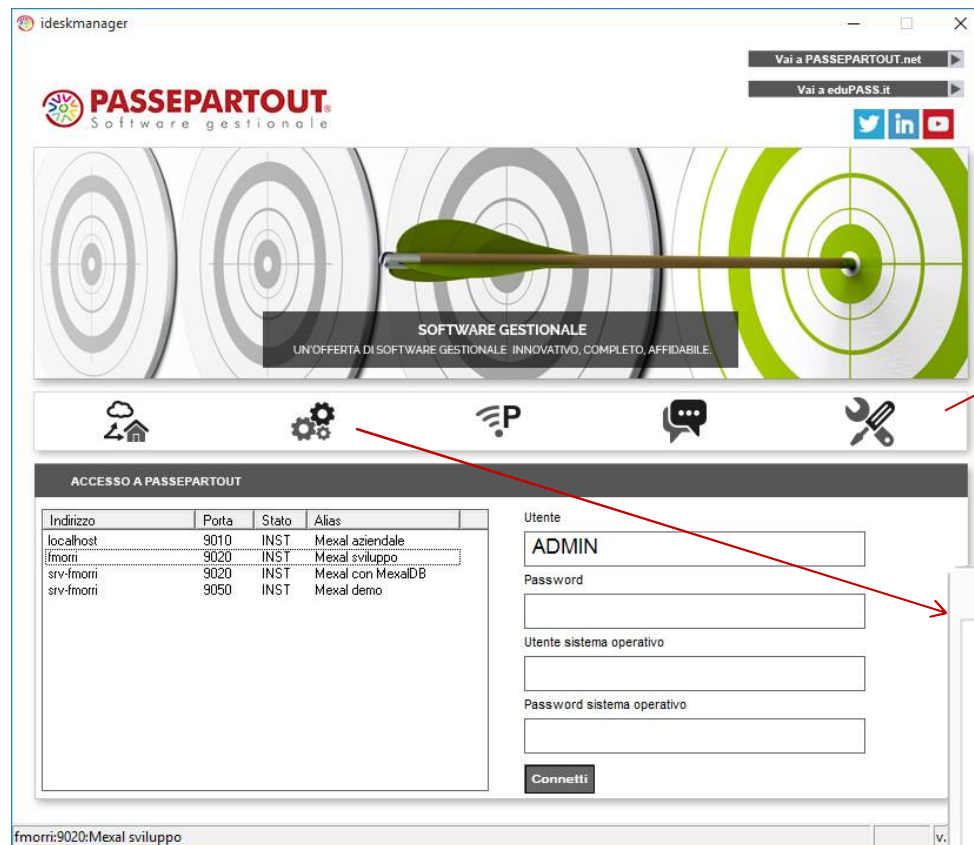 ideskmanager
Vai a PASSEPARTOUT.net
Vai a eduPASS.it
PASSEPARTOUT®
Software gestionale
in
SOFTWARE GESTIONALE
UN'OFFERTA DI SOFTWARE GESTIONALE INNOVATIVO, COMPLETO, AFFIDABILE.
P
ACCESSO A PASSEPARTOUT
Indirizzo Porta Stato Alias
localhost 9010 INST Mexal aziendale
fmorri 9020 INST Mexal sviluppo
srv-fmorri 9020 INST Mexal con MexalDB
srv-fmorri 9050 INST Mexal demo
Utente
ADMIN
Password
Utente sistema operativo
Password sistema operativo
Connetti
fmorri:9020:Mexal sviluppo
v.